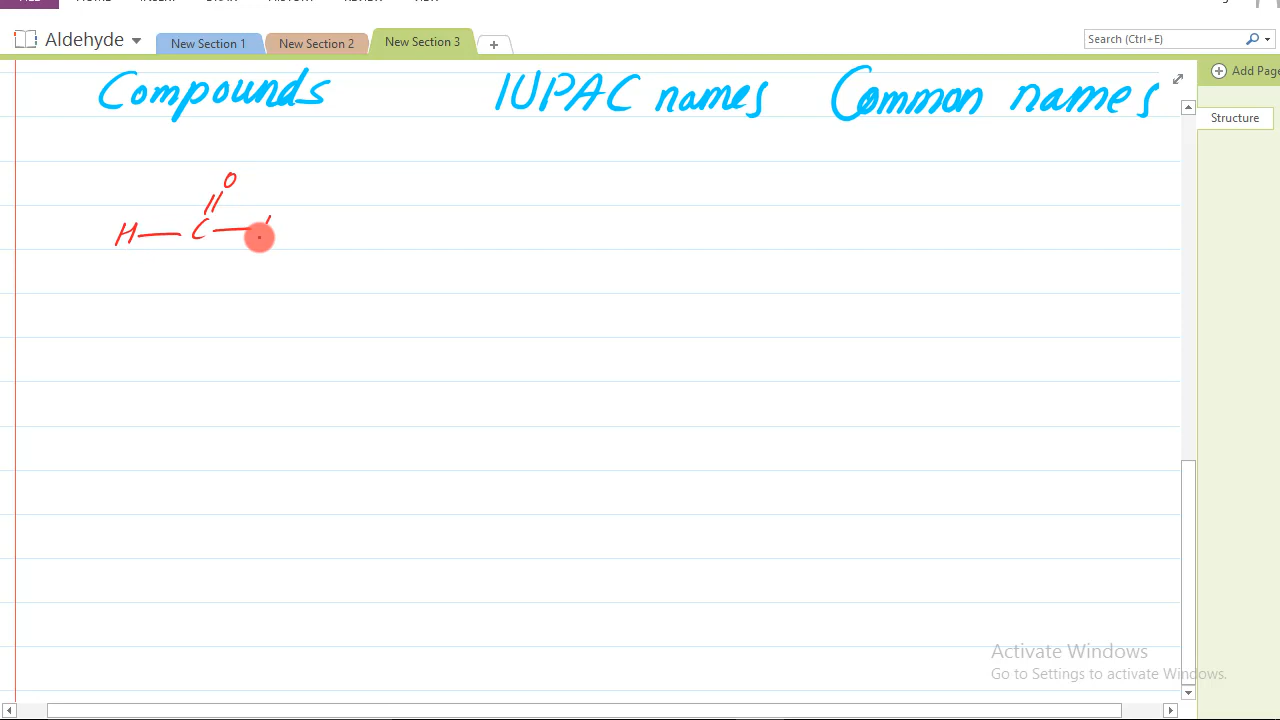 Aldehyde
New Section 1
New Section 2
New Section 3
+
Search (Ctrl+E)
Add Page
Structure
Compounds IUPAC names Common names
O
H — C —
Activate Windows
Go to Settings to activate Windows.